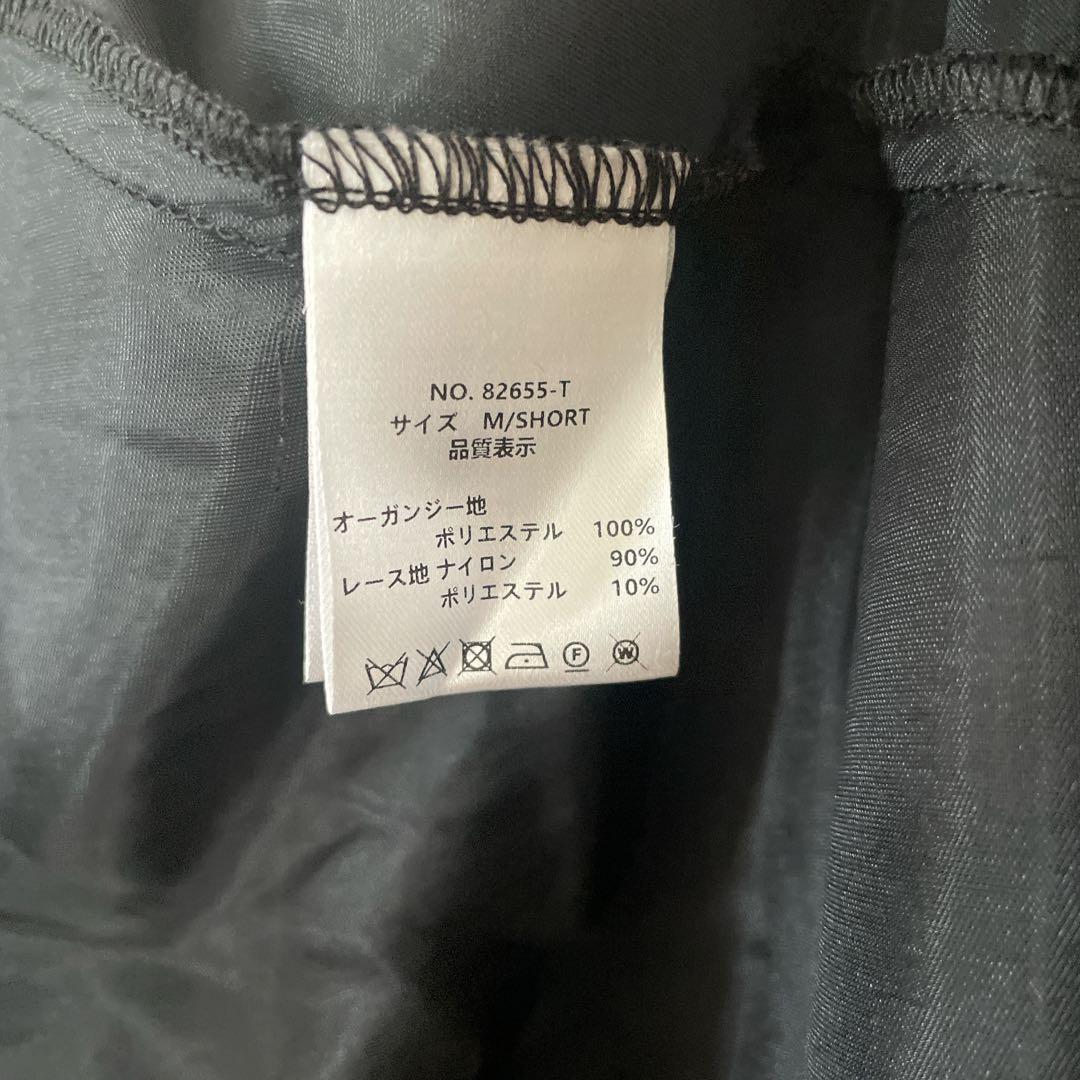 NO. 82655-T
サイズ M/SHORT
品質表示
オーガンジー地
ポリエステル 100%
レース地 ナイロン 90%
ポリエステル 10%
F W